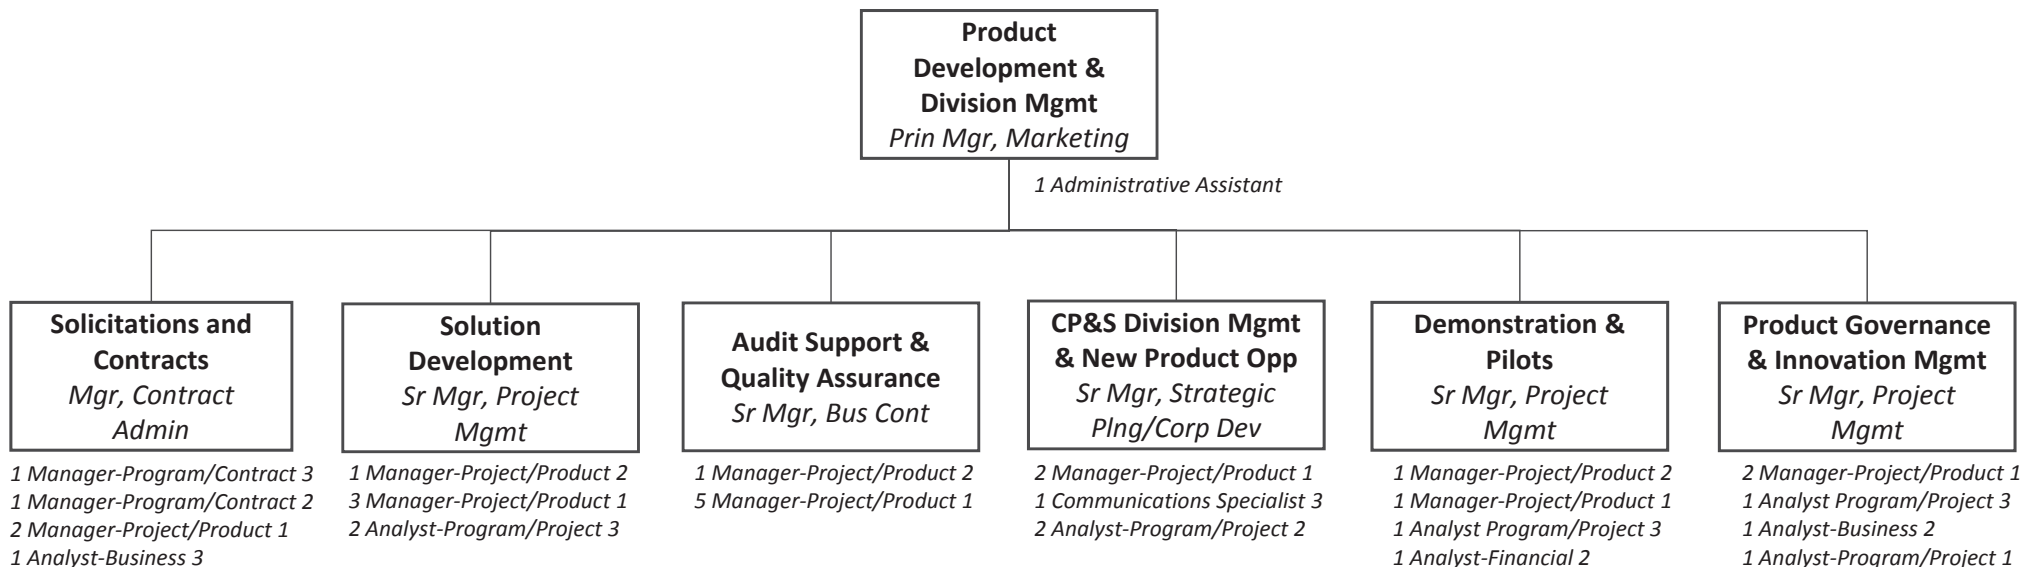 Product
Development &
Division Mgmt
Prin Mgr, Marketing
1 Administrative Assistant
Solicitations and
Contracts
Mgr, Contract
Admin
1 Manager-Program/Contract 3
1 Manager-Program/Contract 2
2 Manager-Project/Product 1
1 Analyst-Business 3
Solution
Development
Sr Mgr, Project
Mgmt
1 Manager-Project/Product 2
3 Manager-Project/Product 1
2 Analyst-Program/Project 3
Audit Support &
Quality Assurance
Sr Mgr, Bus Cont
1 Manager-Project/Product 2
5 Manager-Project/Product 1
CP&S Division Mgmt
& New Product Opp
Sr Mgr, Strategic
Plng/Corp Dev
2 Manager-Project/Product 1
1 Communications Specialist 3
2 Analyst-Program/Project 2
Demonstration &
Pilots
Sr Mgr, Project
Mgmt
1 Manager-Project/Product 2
1 Manager-Project/Product 1
1 Analyst Program/Project 3
1 Analyst-Financial 2
Product Governance
& Innovation Mgmt
Sr Mgr, Project
Mgmt
2 Manager-Project/Product 1
1 Analyst Program/Project 3
1 Analyst-Business 2
1 Analyst-Program/Project 1